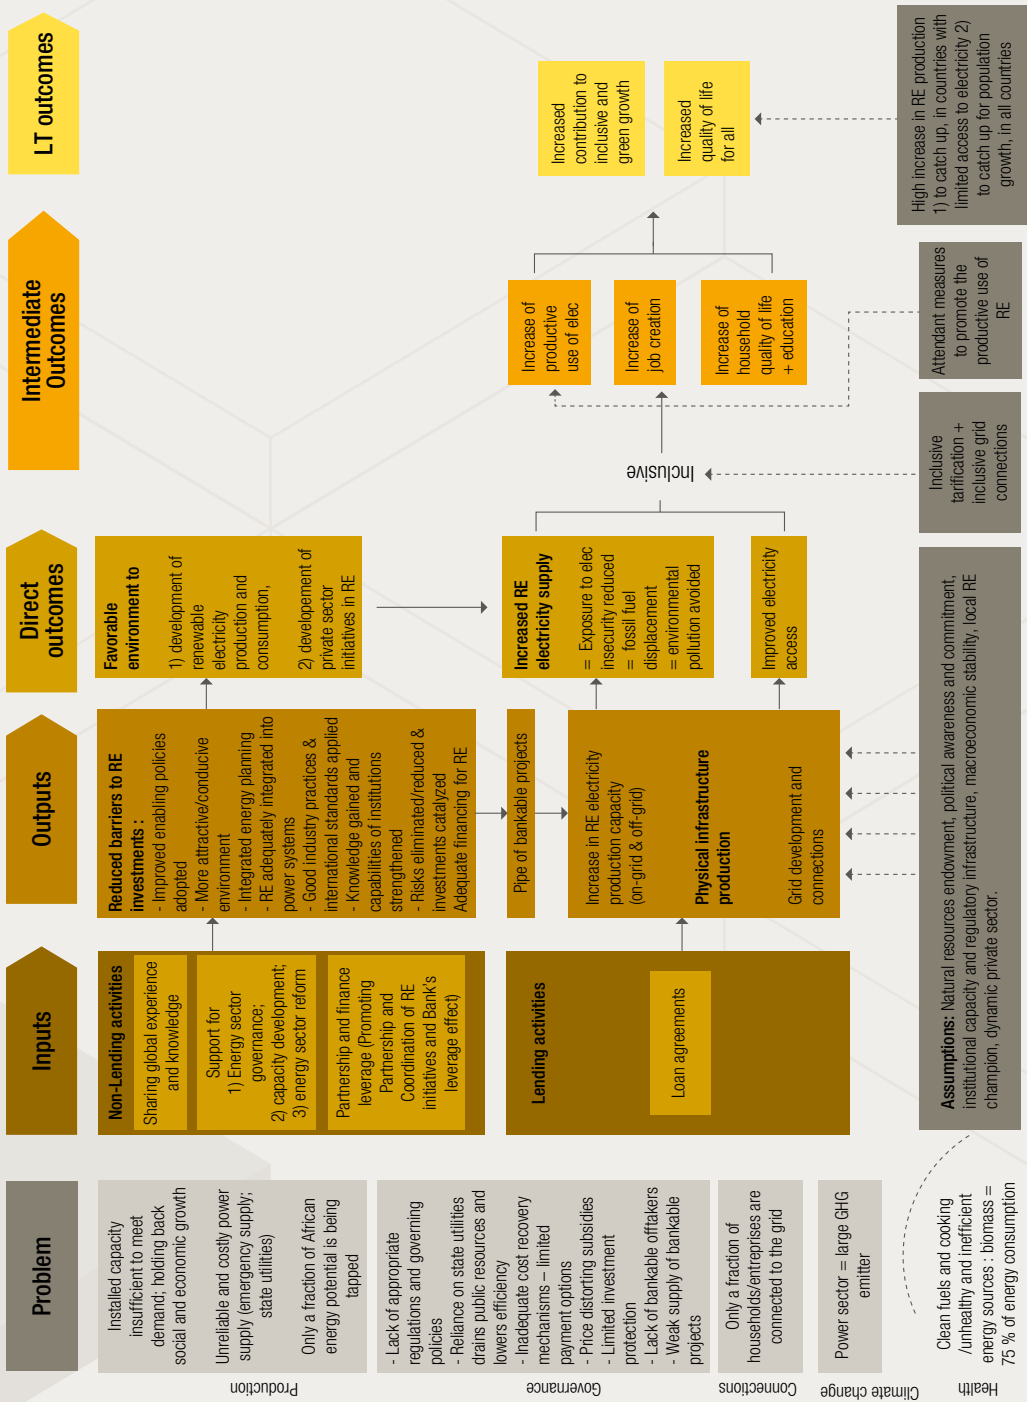 Problem
Inputs
Outputs
Direct
outcomes
Intermediate
Outcomes
LT outcomes
Production
Installed capacity
insufficient to meet
demand; holding back
social and economic growth
Unreliable and costly power
supply (emergency supply;
state utilities)
Only a fraction of African
energy potential is being
tapped
Governance
- Lack of appropriate
regulations and governing
policies
- Reliance on state utilities
drains public resources and
lowers efficiency
- Inadequate cost recovery
mechanisms – limited
payment options
- Price distorting subsidies
- Limited investment
protection
- Lack of bankable offtakers
- Weak supply of bankable
projects
Connections
Only a fraction of
households/entreprises are
connected to the grid
Climate change
Power sector = large GHG
emitter
Health
Clean fuels and cooking
/unhealthy and inefficient
energy sources : biomass =
75 % of energy consumption
Non-Lending activities
Sharing global experience
and knowledge
Support for
1) Energy sector
governance;
2) capacity development;
3) energy sector reform
Partnership and finance
leverage (Promoting
Partnership and
Coordination of RE
initiatives and Bank's
leverage effect)
Lending activities
Loan agreements
Reduced barriers to RE
investments :
- Improved enabling policies
adopted
- More attractive/conducive
environment
- Integrated energy planning
- RE adequately integrated into
power systems
- Good industry practices &
international standards applied
- Knowledge gained and
capabilities of institutions
strengthened
- Risks eliminated/reduced &
investments catalyzed
Adequate financing for RE
Pipe of bankable projects
Increase in RE electricity
production capacity
(on-grid & off-grid)
Physical infrastructure
production
Grid development and
connections
Favorable
environment to
1) development of
renewable
electricity
production and
consumption,
2) developement of
private sector
initiatives in RE
Increased RE
electricity supply
= Exposure to elec
insecurity reduced
= fossil fuel
displacement
= environmental
pollution avoided
Improved electricity
access
Inclusive
Increase of
productive
use of elec
Increase of
job creation
Increase of
household
quality of life
+ education
Increased
contribution to
inclusive and
green growth
Increased
quality of life
for all
Assumptions: Natural resources endowment, political awareness and commitment,
institutional capacity and regulatory infrastructure, macroeconomic stability, local RE
champion, dynamic private sector.
Inclusive
tarification +
inclusive grid
connections
Attendant measures
to promote the
productive use of
RE
High increase in RE production
1) to catch up, in countries with
limited access to electricity 2)
to catch up for population
growth, in all countries